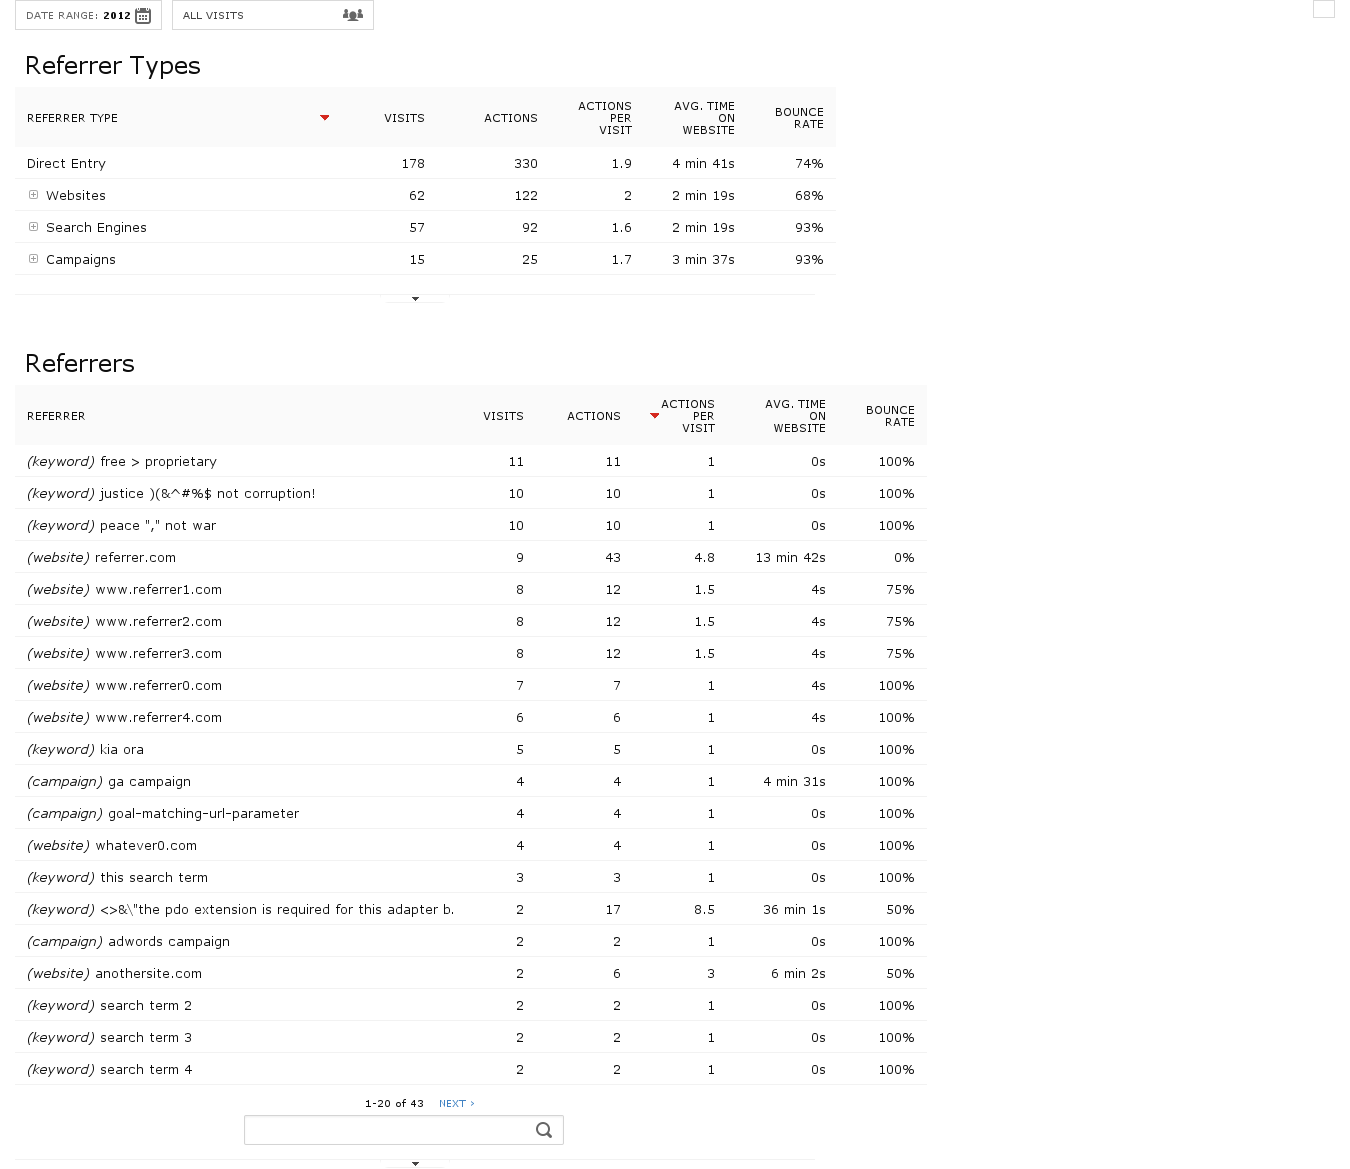 DATE RANGE: 2012
ALL VISITS
Referrer Types
REFERRER TYPE VISITS ACTIONS ACTIONS PER VISIT AVG. TIME ON WEBSITE BOUNCE RATE
Direct Entry 178 330 1.9 4 min 41s 74%
Websites 62 122 2 2 min 19s 68%
Search Engines 57 92 1.6 2 min 19s 93%
Campaigns 15 25 1.7 3 min 37s 93%
Referrers
REFERRER VISITS ACTIONS ACTIONS PER VISIT AVG. TIME ON WEBSITE BOUNCE RATE
(keyword) free > proprietary 11 11 1 0s 100%
(keyword) justice )(&^#%$ not corruption! 10 10 1 0s 100%
(keyword) peace "," not war 10 10 1 0s 100%
(website) referrer.com 9 43 4.8 13 min 42s 0%
(website) www.referrer1.com 8 12 1.5 4s 75%
(website) www.referrer2.com 8 12 1.5 4s 75%
(website) www.referrer3.com 8 12 1.5 4s 75%
(website) www.referrer0.com 7 7 1 4s 100%
(website) www.referrer4.com 6 6 1 4s 100%
(keyword) kia ora 5 5 1 0s 100%
(campaign) ga campaign 4 4 1 4 min 31s 100%
(campaign) goal-matching-url-parameter 4 4 1 0s 100%
(website) whatever0.com 4 4 1 0s 100%
(keyword) this search term 3 3 1 0s 100%
(keyword) <>&\"the pdo extension is required for this adapter b. 2 17 8.5 36 min 1s 50%
(campaign) adwords campaign 2 2 1 0s 100%
(website) anothersite.com 2 6 3 6 min 2s 50%
(keyword) search term 2 2 2 1 0s 100%
(keyword) search term 3 2 2 1 0s 100%
(keyword) search term 4 2 2 1 0s 100%
1-20 of 43 NEXT ›